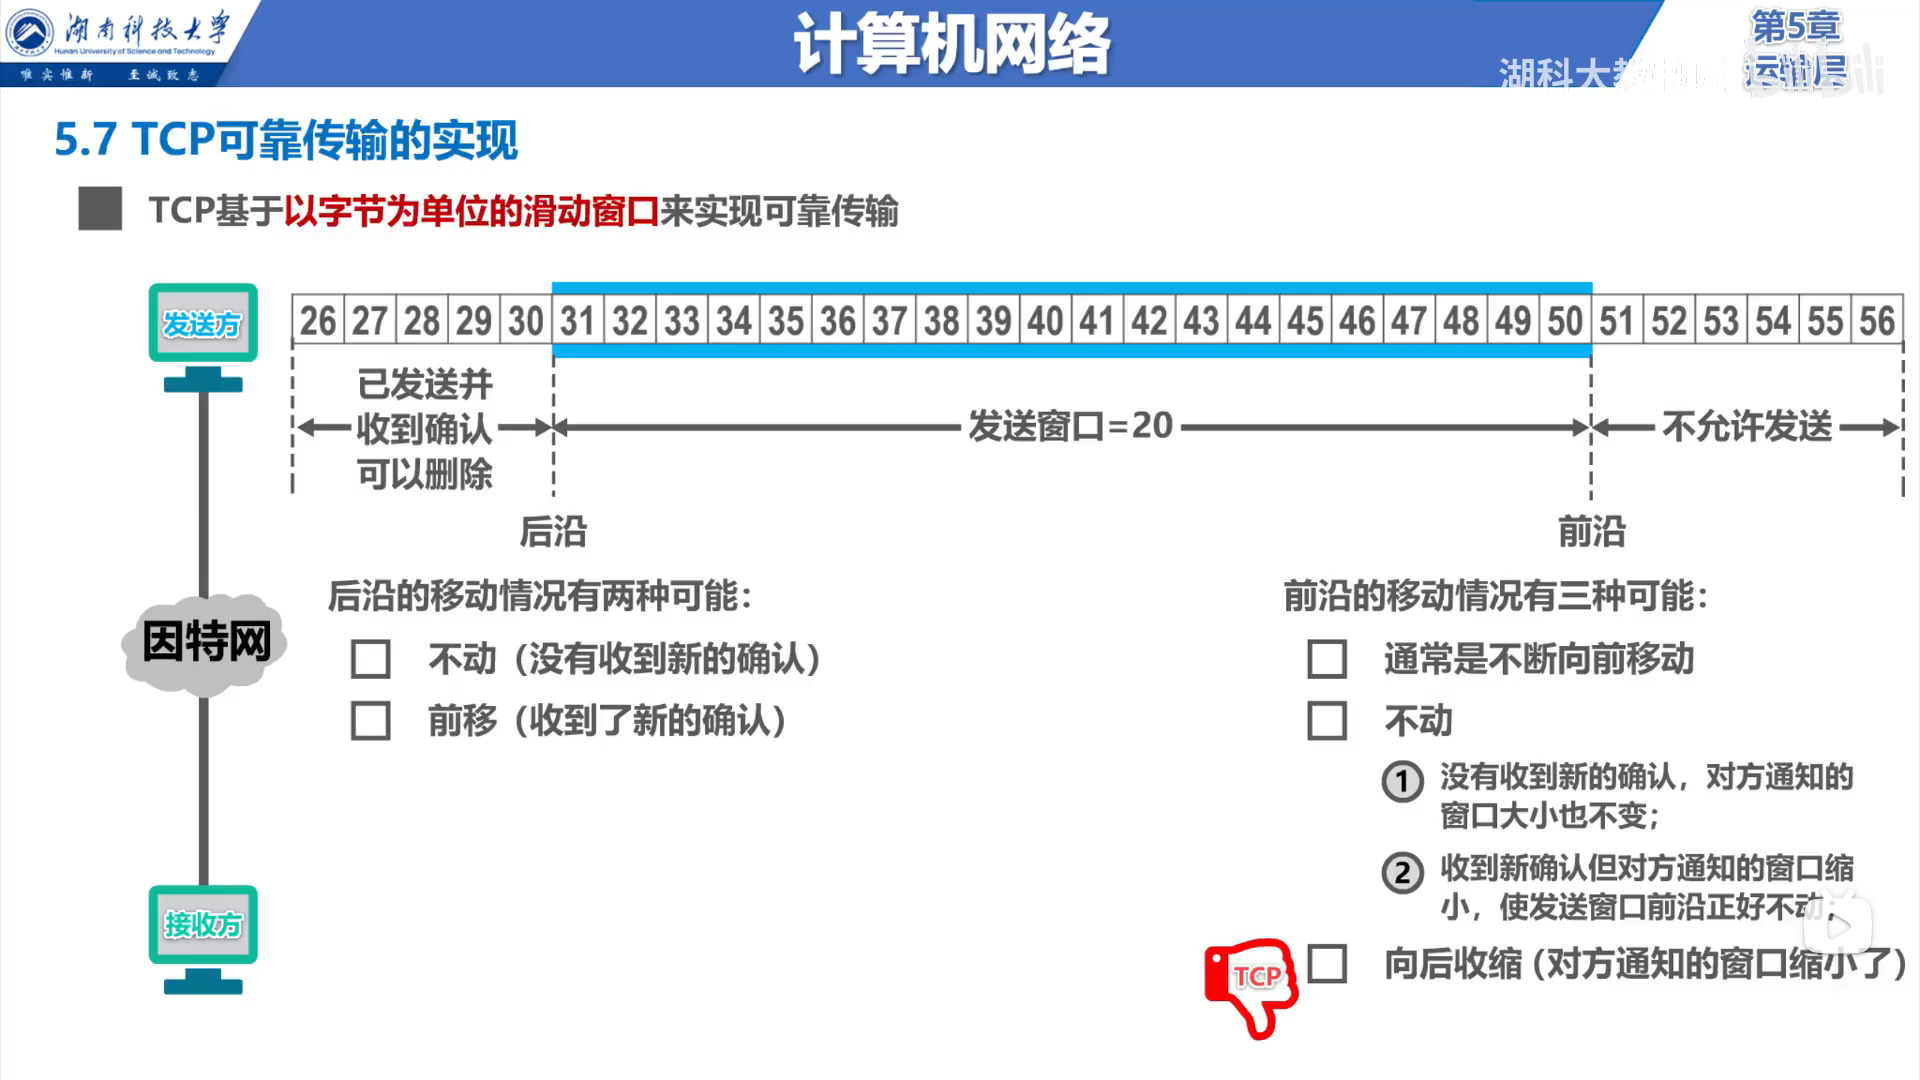 湖南科技大学
Hunan University of Science and Technology
唯实惟新 至诚致志
计算机网络
第5章
运输层
湖科大教书匠
bilibili
5.7 TCP可靠传输的实现
TCP基于以字节为单位的滑动窗口来实现可靠传输
发送方
26 27 28 29 30 31 32 33 34 35 36 37 38 39 40 41 42 43 44 45 46 47 48 49 50 51 52 53 54 55 56
已发送并
收到确认
可以删除
发送窗口=20
不允许发送
后沿
前沿
后沿的移动情况有两种可能：
不动（没有收到新的确认）
前移（收到了新的确认）
前沿的移动情况有三种可能：
通常是不断向前移动
不动
1 没有收到新的确认，对方通知的
窗口大小也不变；
2 收到新确认但对方通知的窗口缩
小，使发送窗口前沿正好不动；
TCP
向后收缩（对方通知的窗口缩小了）
因特网
接收方